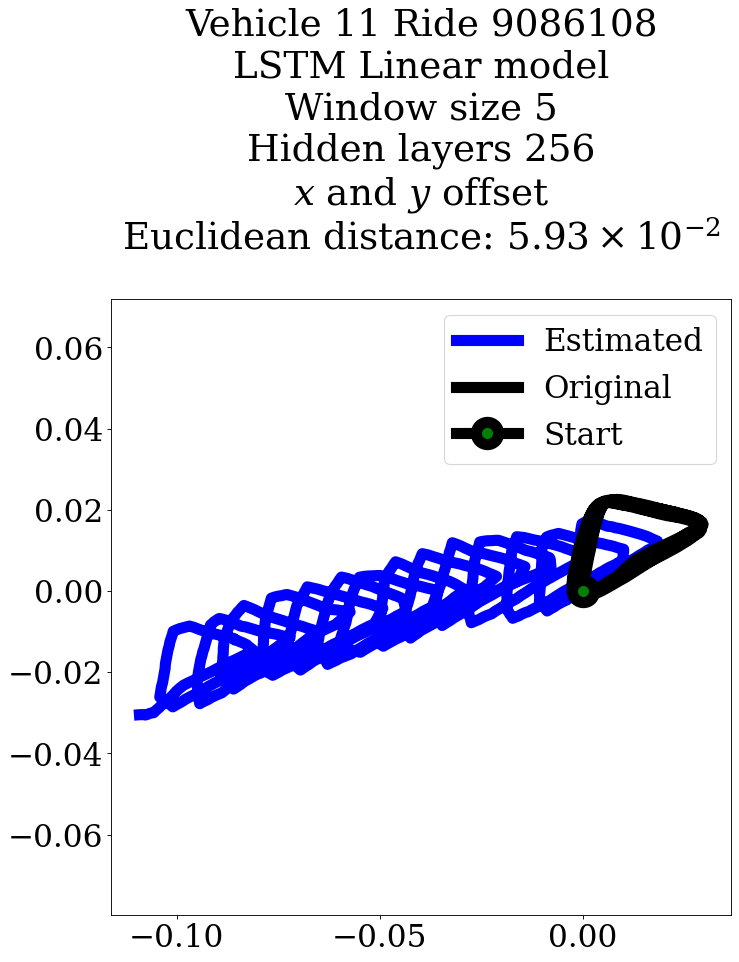 Vehicle 11 Ride 9086108
LSTM Linear model
Window size 5
Hidden layers 256
x and y offset
Euclidean distance: 5.93 × 10⁻²
Estimated
Original
Start
0.06
0.04
0.02
0.00
−0.02
−0.04
−0.06
−0.10
−0.05
0.00